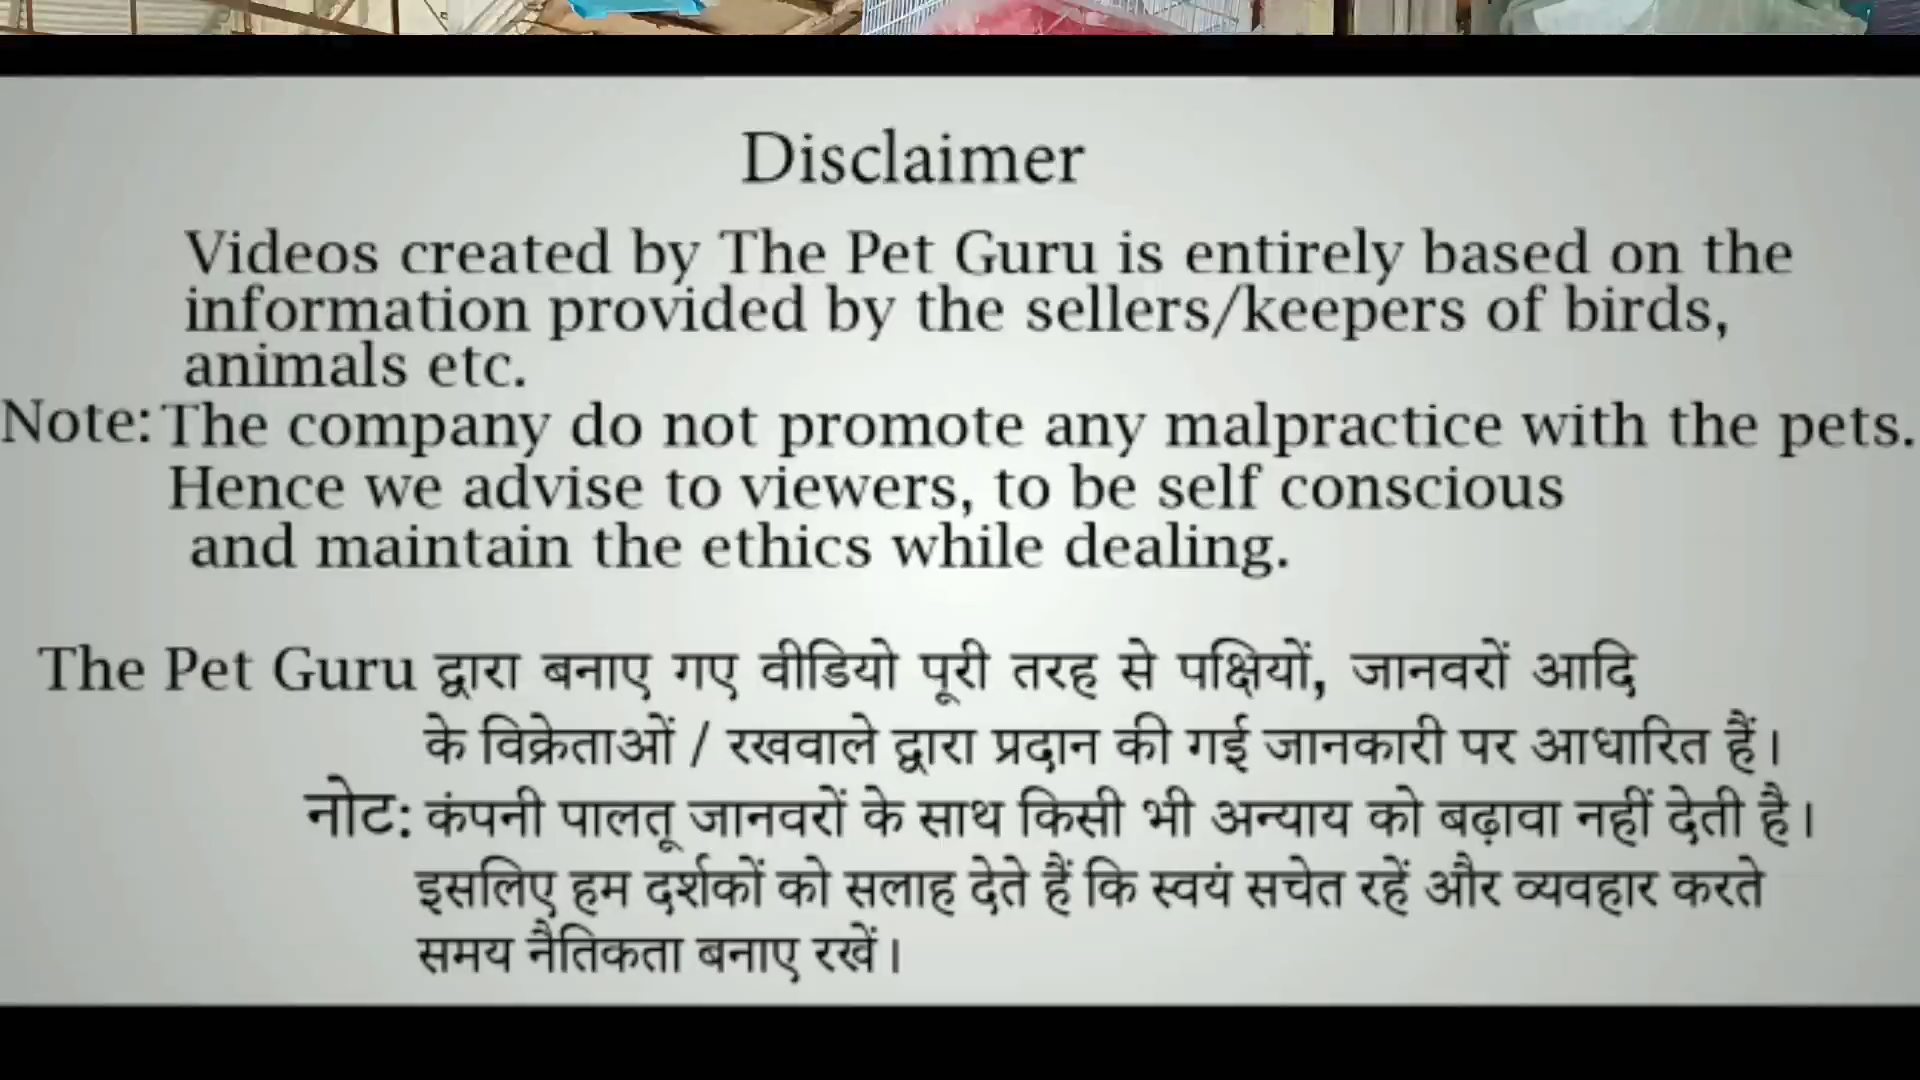 Disclaimer
Videos created by The Pet Guru is entirely based on the
information provided by the sellers/keepers of birds,
animals etc.
Note: The company do not promote any malpractice with the pets.
Hence we advise to viewers, to be self conscious
and maintain the ethics while dealing.
The Pet Guru द्वारा बनाए गए वीडियो पूरी तरह से पक्षियों, जानवरों आदि
के विक्रेताओं / रखवाले द्वारा प्रदान की गई जानकारी पर आधारित हैं।
नोट: कंपनी पालतू जानवरों के साथ किसी भी अन्याय को बढ़ावा नहीं देती है।
इसलिए हम दर्शकों को सलाह देते हैं कि स्वयं सचेत रहें और व्यवहार करते
समय नैतिकता बनाए रखें।